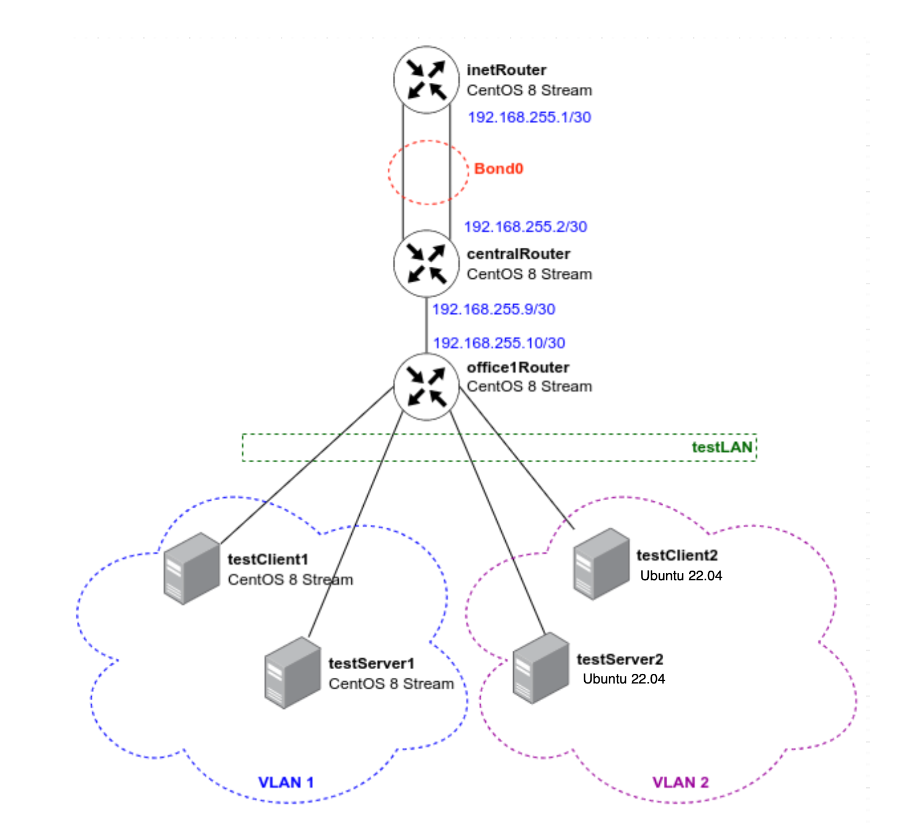 inetRouter
CentOS 8 Stream
192.168.255.1/30
Bond0
192.168.255.2/30
centralRouter
CentOS 8 Stream
192.168.255.9/30
192.168.255.10/30
office1Router
CentOS 8 Stream
testLAN
testClient1
CentOS 8 Stream
testClient2
Ubuntu 22.04
testServer1
CentOS 8 Stream
testServer2
Ubuntu 22.04
VLAN 1
VLAN 2